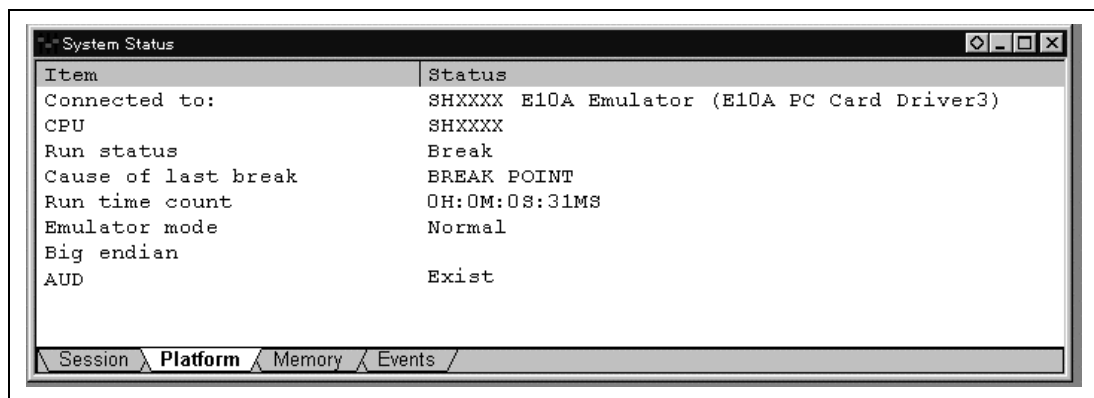 System Status
Item Status
Connected to: SHXXXX E10A Emulator (E10A PC Card Driver3)
CPU SHXXXX
Run status Break
Cause of last break BREAK POINT
Run time count 0H:0M:0S:31MS
Emulator mode Normal
Big endian
AUD Exist
Session Platform Memory Events